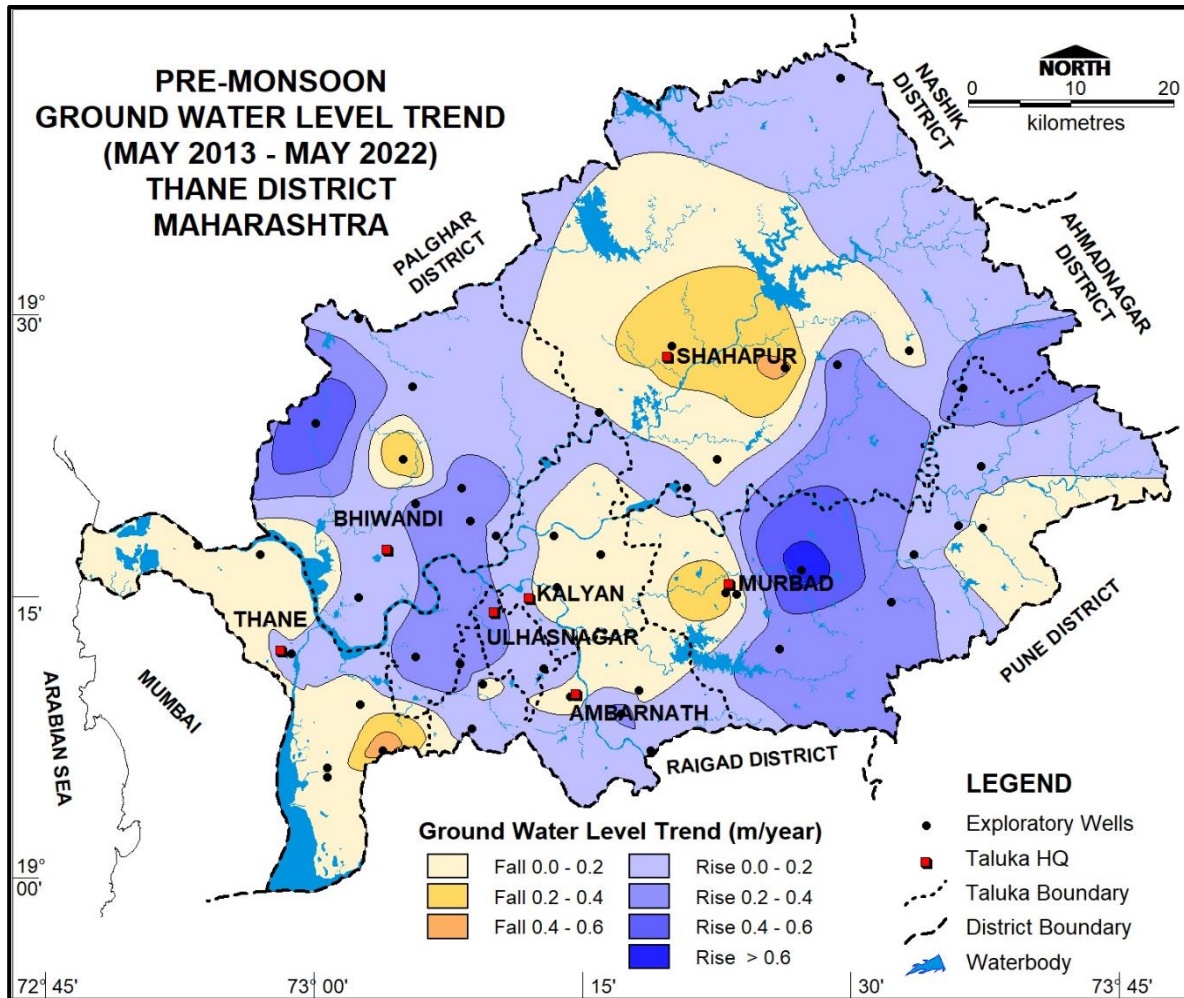 PRE-MONSOON
GROUND WATER LEVEL TREND
(MAY 2013 - MAY 2022)
THANE DISTRICT
MAHARASHTRA
NORTH
0 10 20
kilometres
NASHIK
DISTRICT
PALGHAR
DISTRICT
AHMADNAGAR
DISTRICT
19°
30'
SHAHAPUR
BHIWANDI
MURBAD
KALYAN
15'
THANE
ULHASNAGAR
PUNE DISTRICT
MUMBAI
ARABIAN SEA
AMBARNATH
RAIGAD DISTRICT
19°
00'
Ground Water Level Trend (m/year)
Fall 0.0 - 0.2
Fall 0.2 - 0.4
Fall 0.4 - 0.6
Rise 0.0 - 0.2
Rise 0.2 - 0.4
Rise 0.4 - 0.6
Rise > 0.6
LEGEND
Exploratory Wells
Taluka HQ
Taluka Boundary
District Boundary
Waterbody
72° 45' 73° 00' 15' 30' 73° 45'